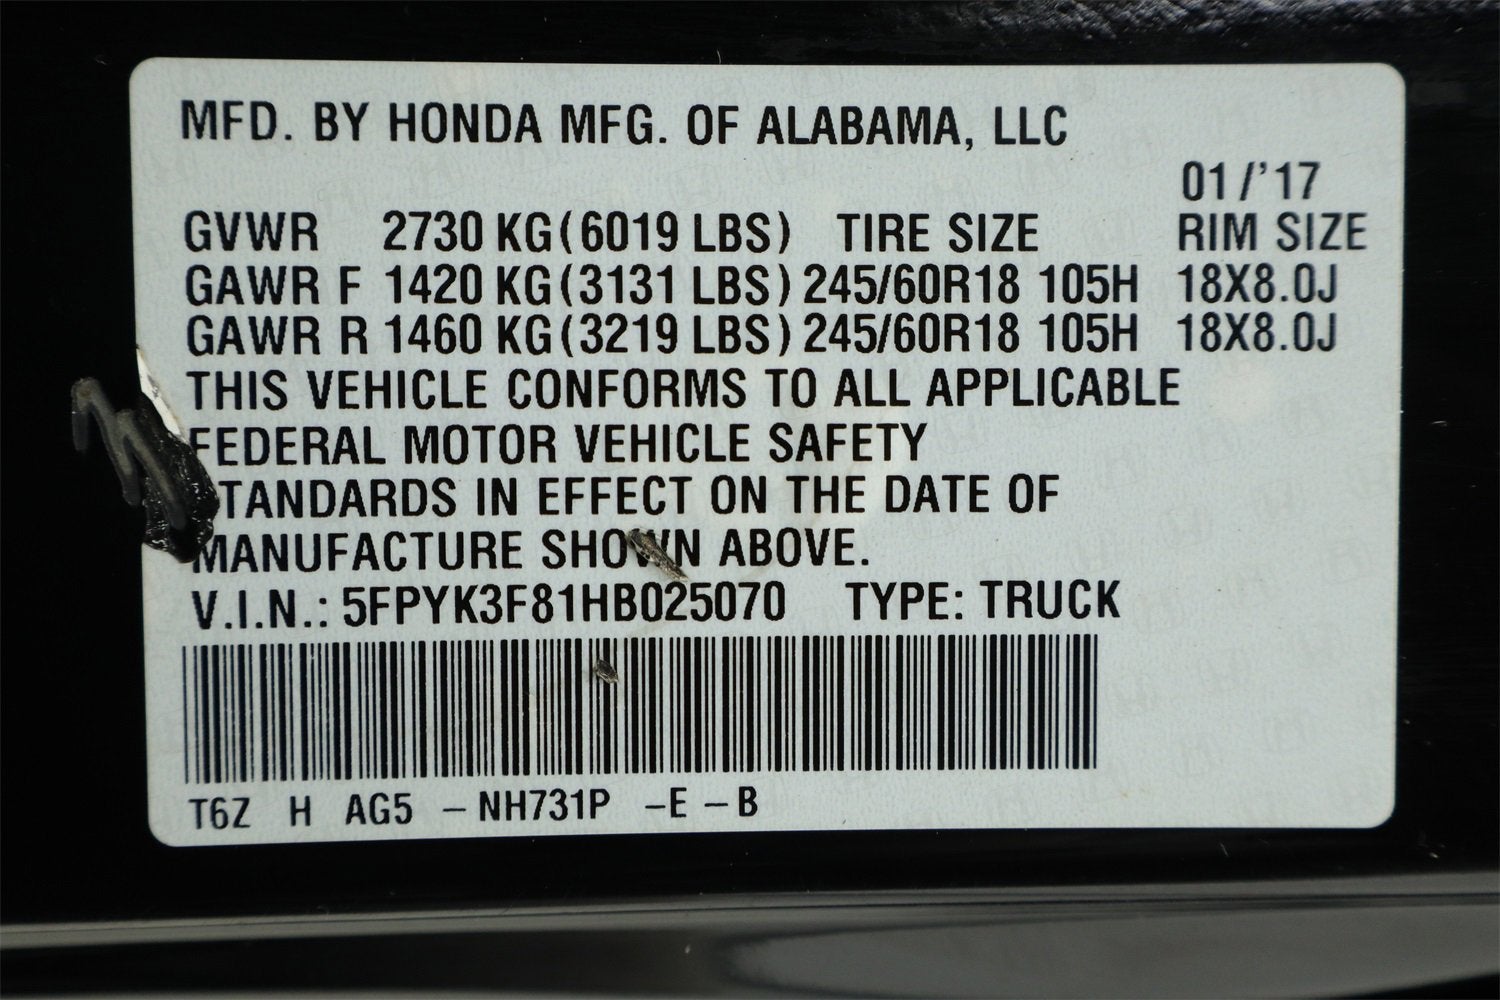 MFD. BY HONDA MFG. OF ALABAMA, LLC
01/'17
GVWR 2730 KG(6019 LBS) TIRE SIZE RIM SIZE
GAWR F 1420 KG(3131 LBS) 245/60R18 105H 18X8.0J
GAWR R 1460 KG(3219 LBS) 245/60R18 105H 18X8.0J
THIS VEHICLE CONFORMS TO ALL APPLICABLE
FEDERAL MOTOR VEHICLE SAFETY
STANDARDS IN EFFECT ON THE DATE OF
MANUFACTURE SHOWN ABOVE.
V.I.N.: 5FPYK3F81HB025070 TYPE: TRUCK
T6Z H AG5 – NH731P –E – B